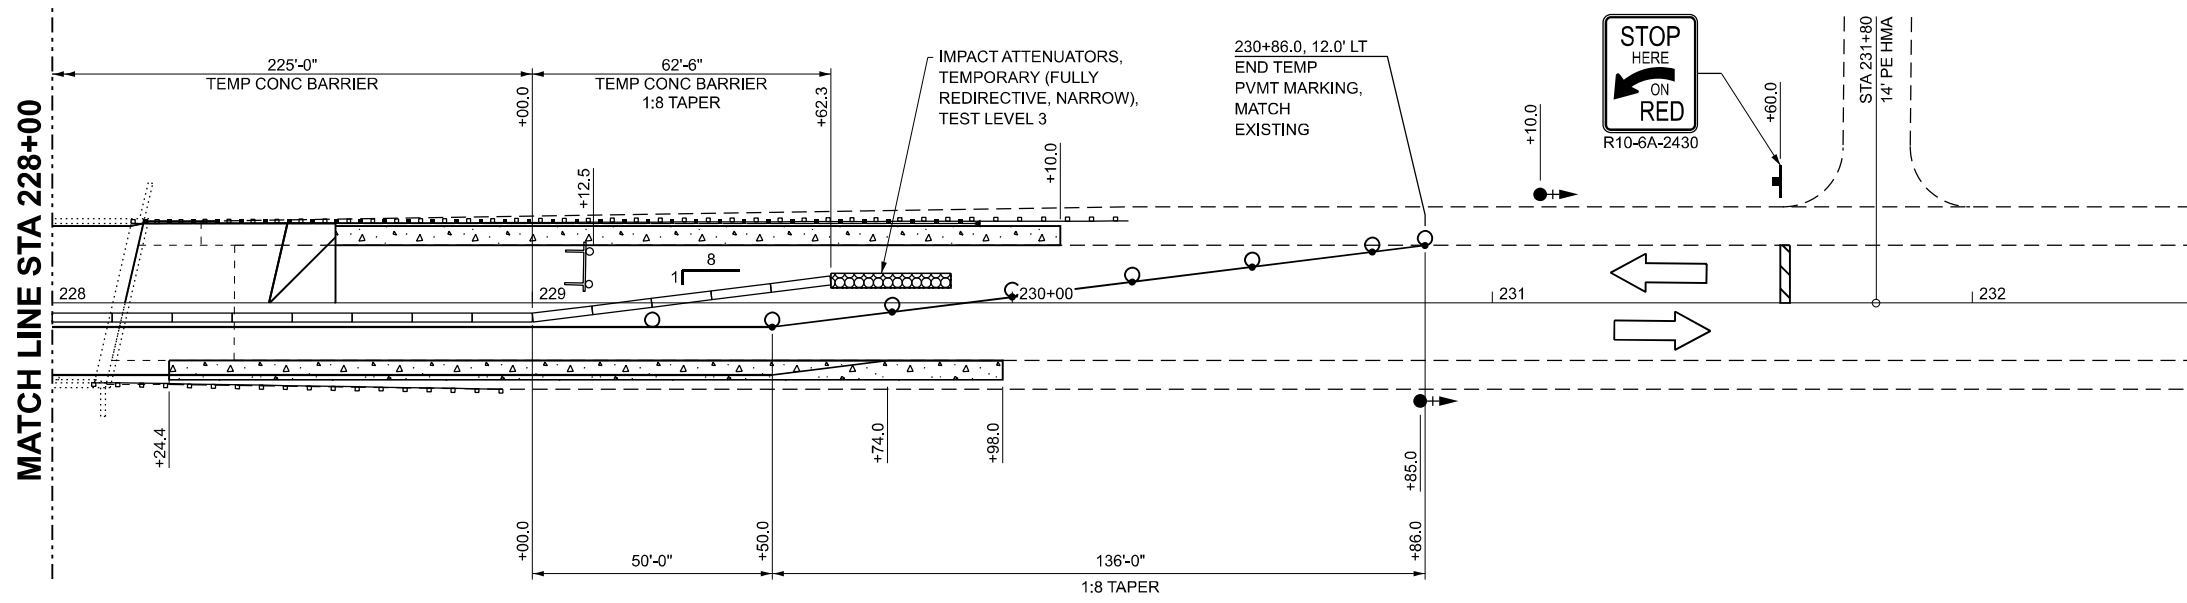 MATCH LINE STA 228+00
225'-0"
TEMP CONC BARRIER
62'-6"
TEMP CONC BARRIER
1:8 TAPER
+00.0
+62.3
IMPACT ATTENUATORS,
TEMPORARY (FULLY
REDIRECTIVE, NARROW),
TEST LEVEL 3
230+86.0, 12.0' LT
END TEMP
PVMT MARKING,
MATCH
EXISTING
STOP
HERE
ON
RED
R10-6A-2430
+10.0
+60.0
STA 231+80
14' PE HMA
+12.5
+10.0
8
1
228
229
230+00
231
232
+24.4
+74.0
+98.0
+85.0
+00.0
+50.0
+86.0
50'-0"
136'-0"
1:8 TAPER